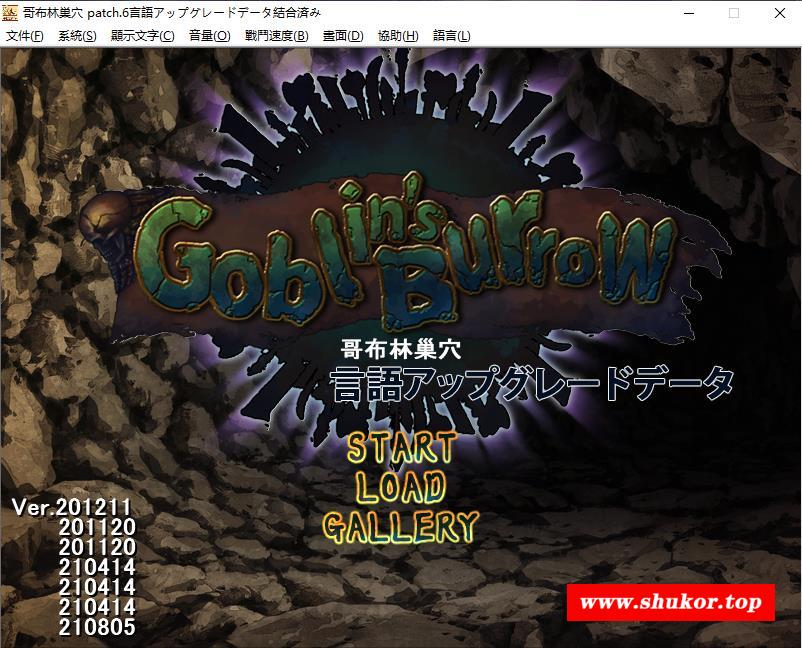 哥布林巢穴 patch.6言語アップグレードデータ結合済み
文件(F) 系統(S) 顯示文字(C) 音量(O) 戰鬥速度(B) 畫面(D) 協助(H) 語言(L)
Goblin's
Burrow
哥布林巢穴
言語アップグレードデータ
START
LOAD
GALLERY
Ver.201211
201120
201120
210414
210414
210414
210805
www.shukor.top